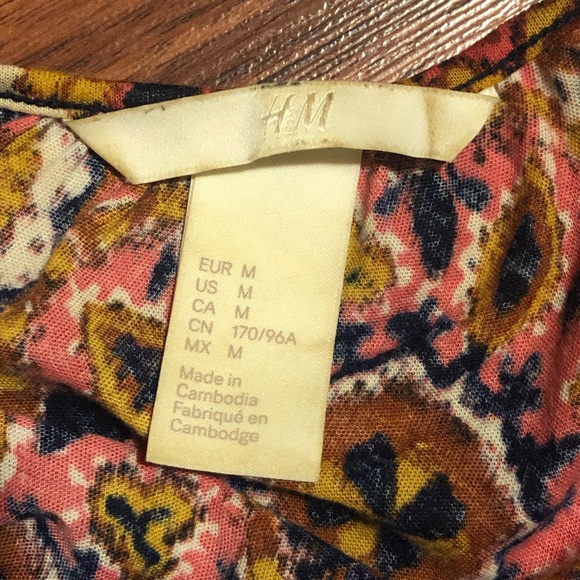 H&M
EUR M
US M
CA M
CN 170/96A
MX M
Made in
Cambodia
Fabriqué en
Cambodge